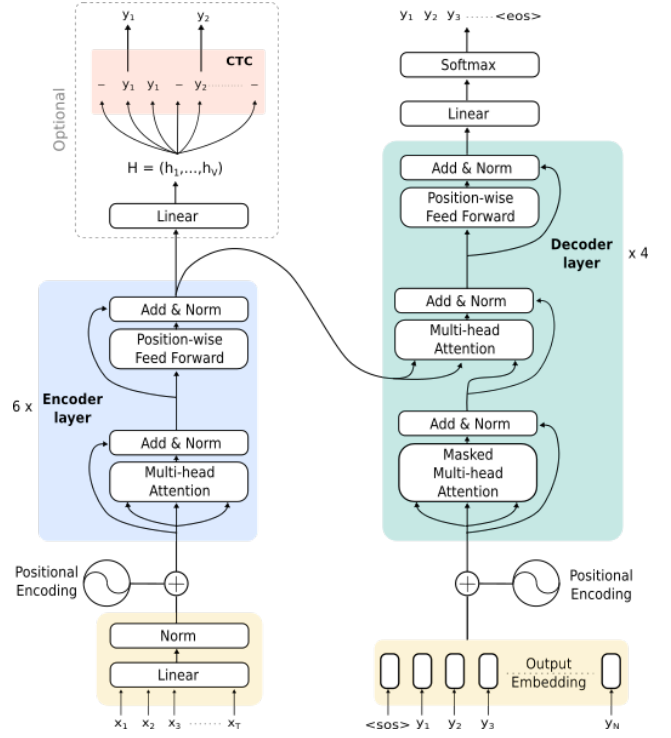 y₁ y₂
CTC
– y₁ y₁ – y₂ ......... –
Optional
H = (h₁,...,hᵥ)
Linear
Add & Norm
Position-wise
Feed Forward
6 x
Encoder
layer
Add & Norm
Multi-head
Attention
Positional
Encoding
+
Norm
Linear
x₁ x₂ x₃ ....... x_T
y₁ y₂ y₃ ...... <eos>
Softmax
Linear
Add & Norm
Position-wise
Feed Forward
Decoder
layer
x 4
Add & Norm
Multi-head
Attention
Add & Norm
Masked
Multi-head
Attention
+
Positional
Encoding
Output
Embedding
<sos> y₁ y₂ y₃ y_N